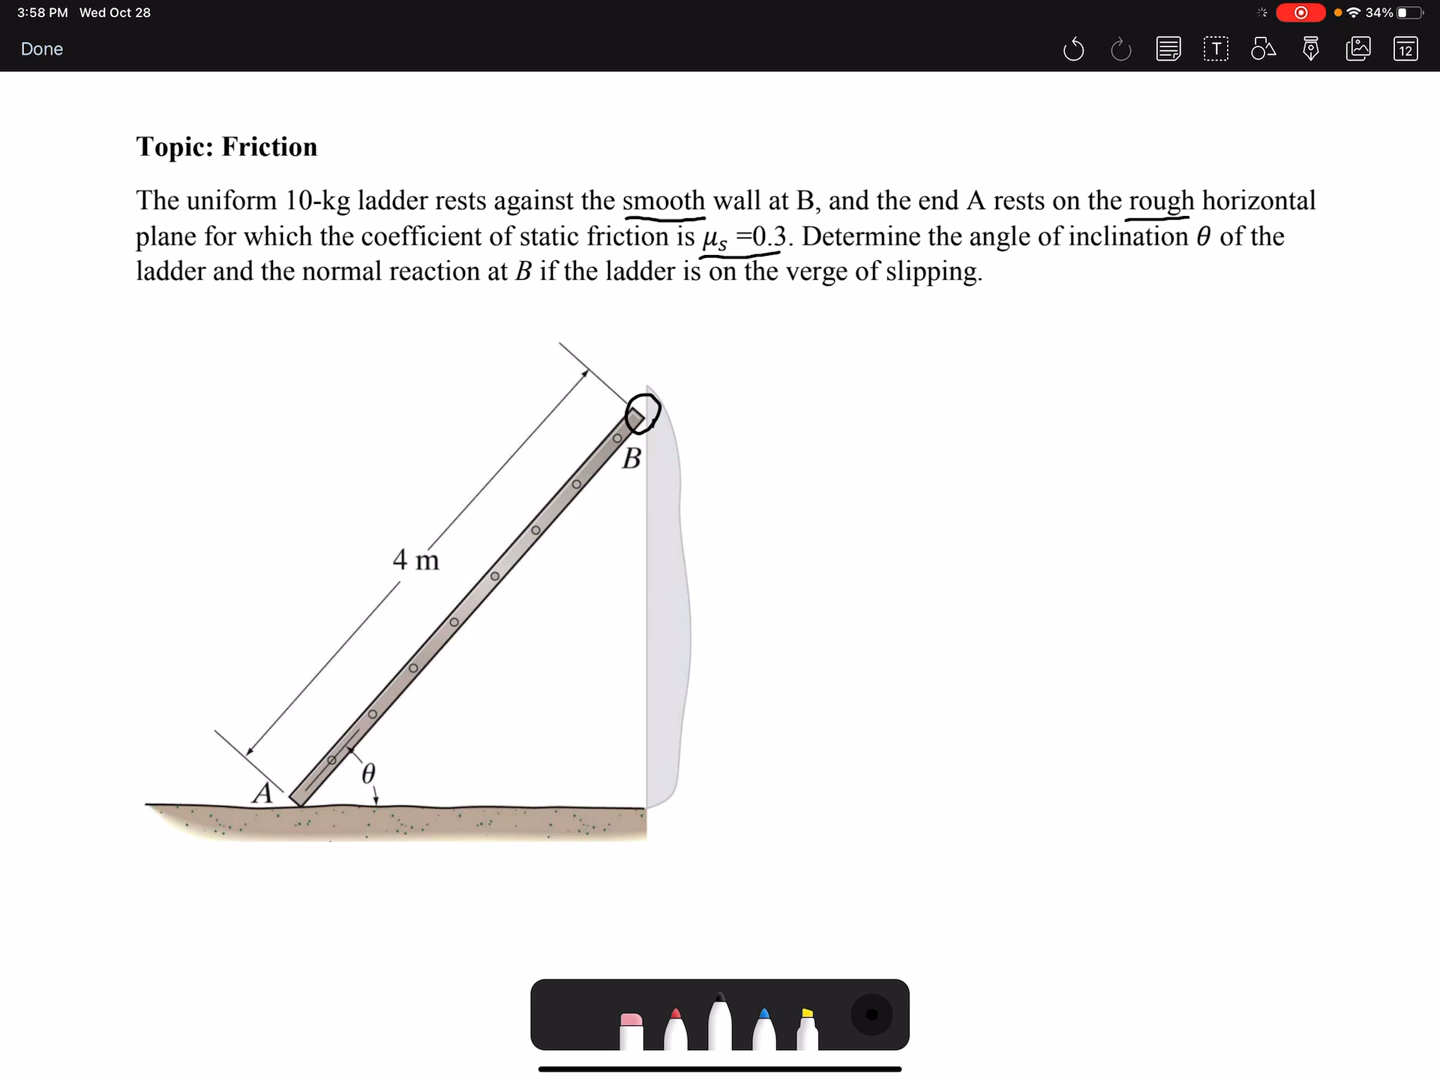 3:58 PM Wed Oct 28
34%
Done
T
12
Topic: Friction
The uniform 10-kg ladder rests against the smooth wall at B, and the end A rests on the rough horizontal
plane for which the coefficient of static friction is μs =0.3. Determine the angle of inclination θ of the
ladder and the normal reaction at B if the ladder is on the verge of slipping.
B
4 m
θ
A